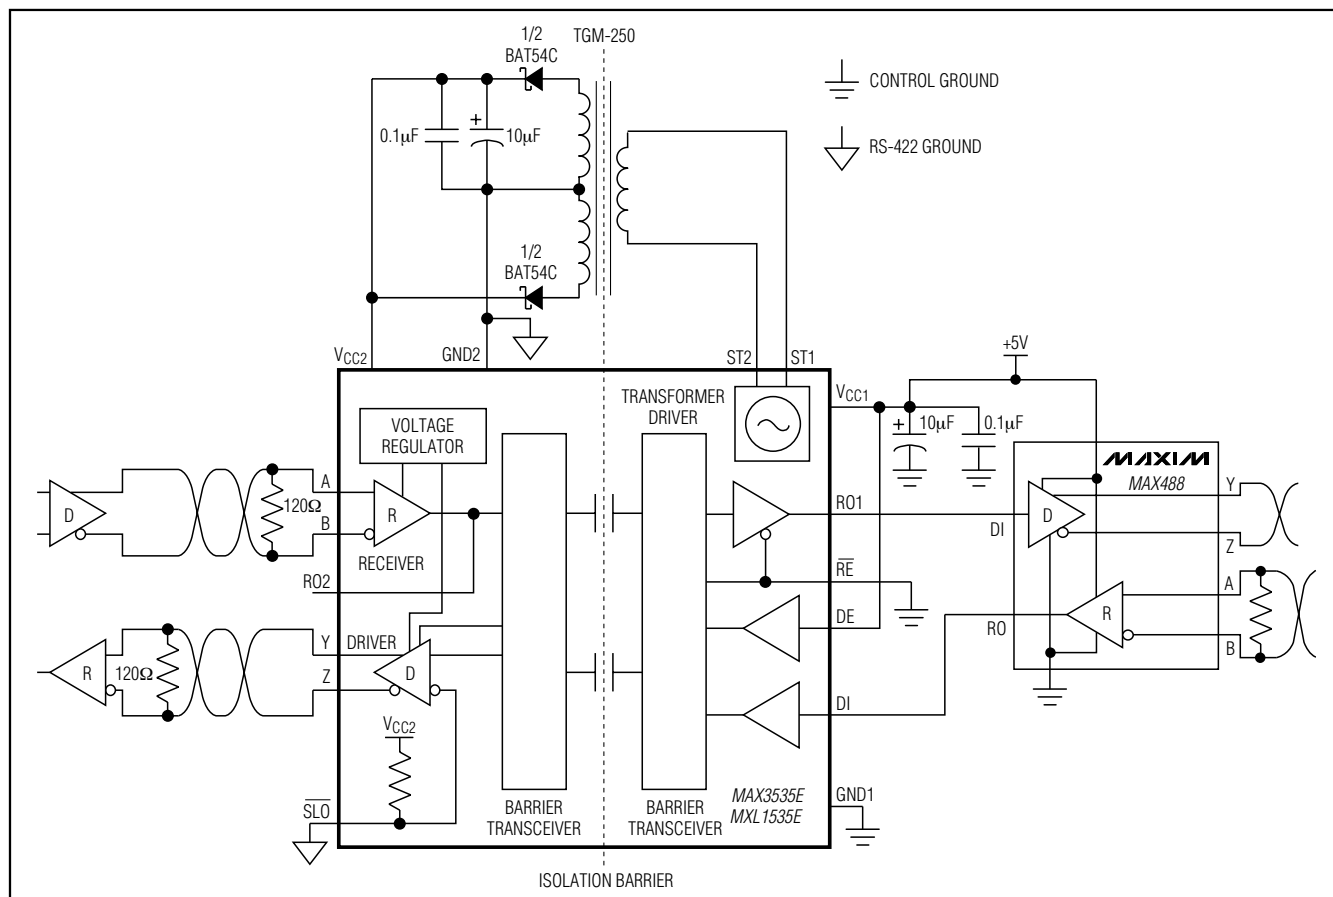 1/2
BAT54C
TGM-250
CONTROL GROUND
0.1µF
+
10µF
RS-422 GROUND
1/2
BAT54C
VCC2
GND2
ST2
ST1
+5V
TRANSFORMER
DRIVER
VCC1
VOLTAGE
REGULATOR
+
10µF
0.1µF
MAXIM
MAX488
A
120Ω
B
D
R
RECEIVER
RO1
DI
D
Y
Z
RO2
RE
A
DE
RO
R
B
Y
DRIVER
R
120Ω
Z
D
DI
VCC2
SLO
BARRIER
TRANSCEIVER
BARRIER
TRANSCEIVER
MAX3535E
MXL1535E
GND1
ISOLATION BARRIER